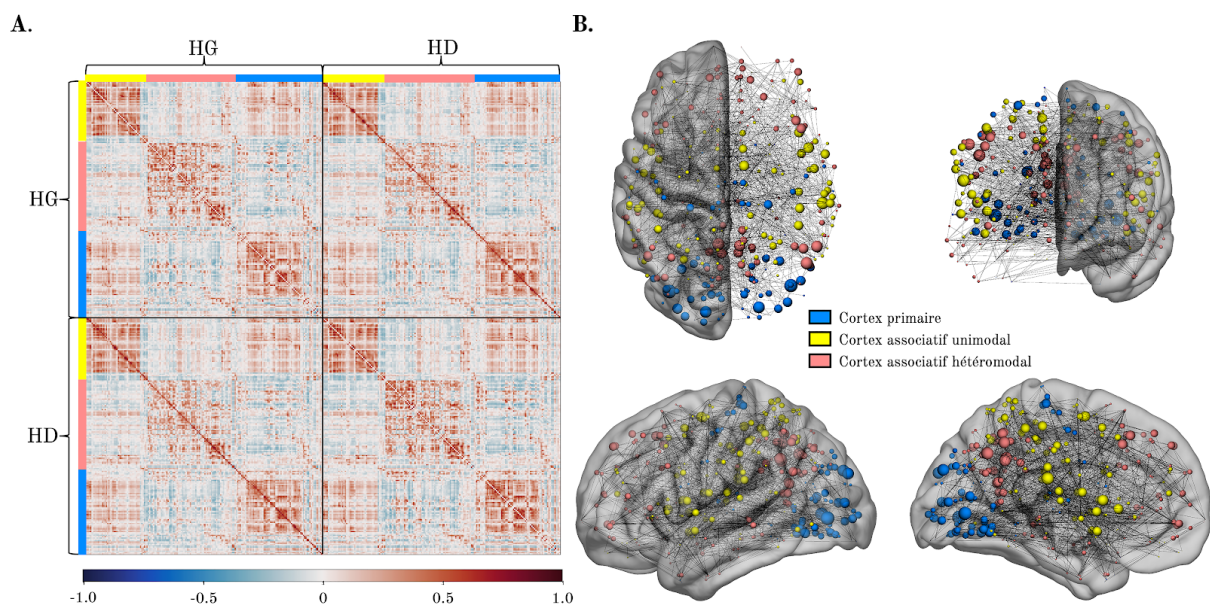 A.
B.
HG
HD
HG
HD
Cortex primaire
Cortex associatif unimodal
Cortex associatif hétéromodal
-1.0
-0.5
0
0.5
1.0